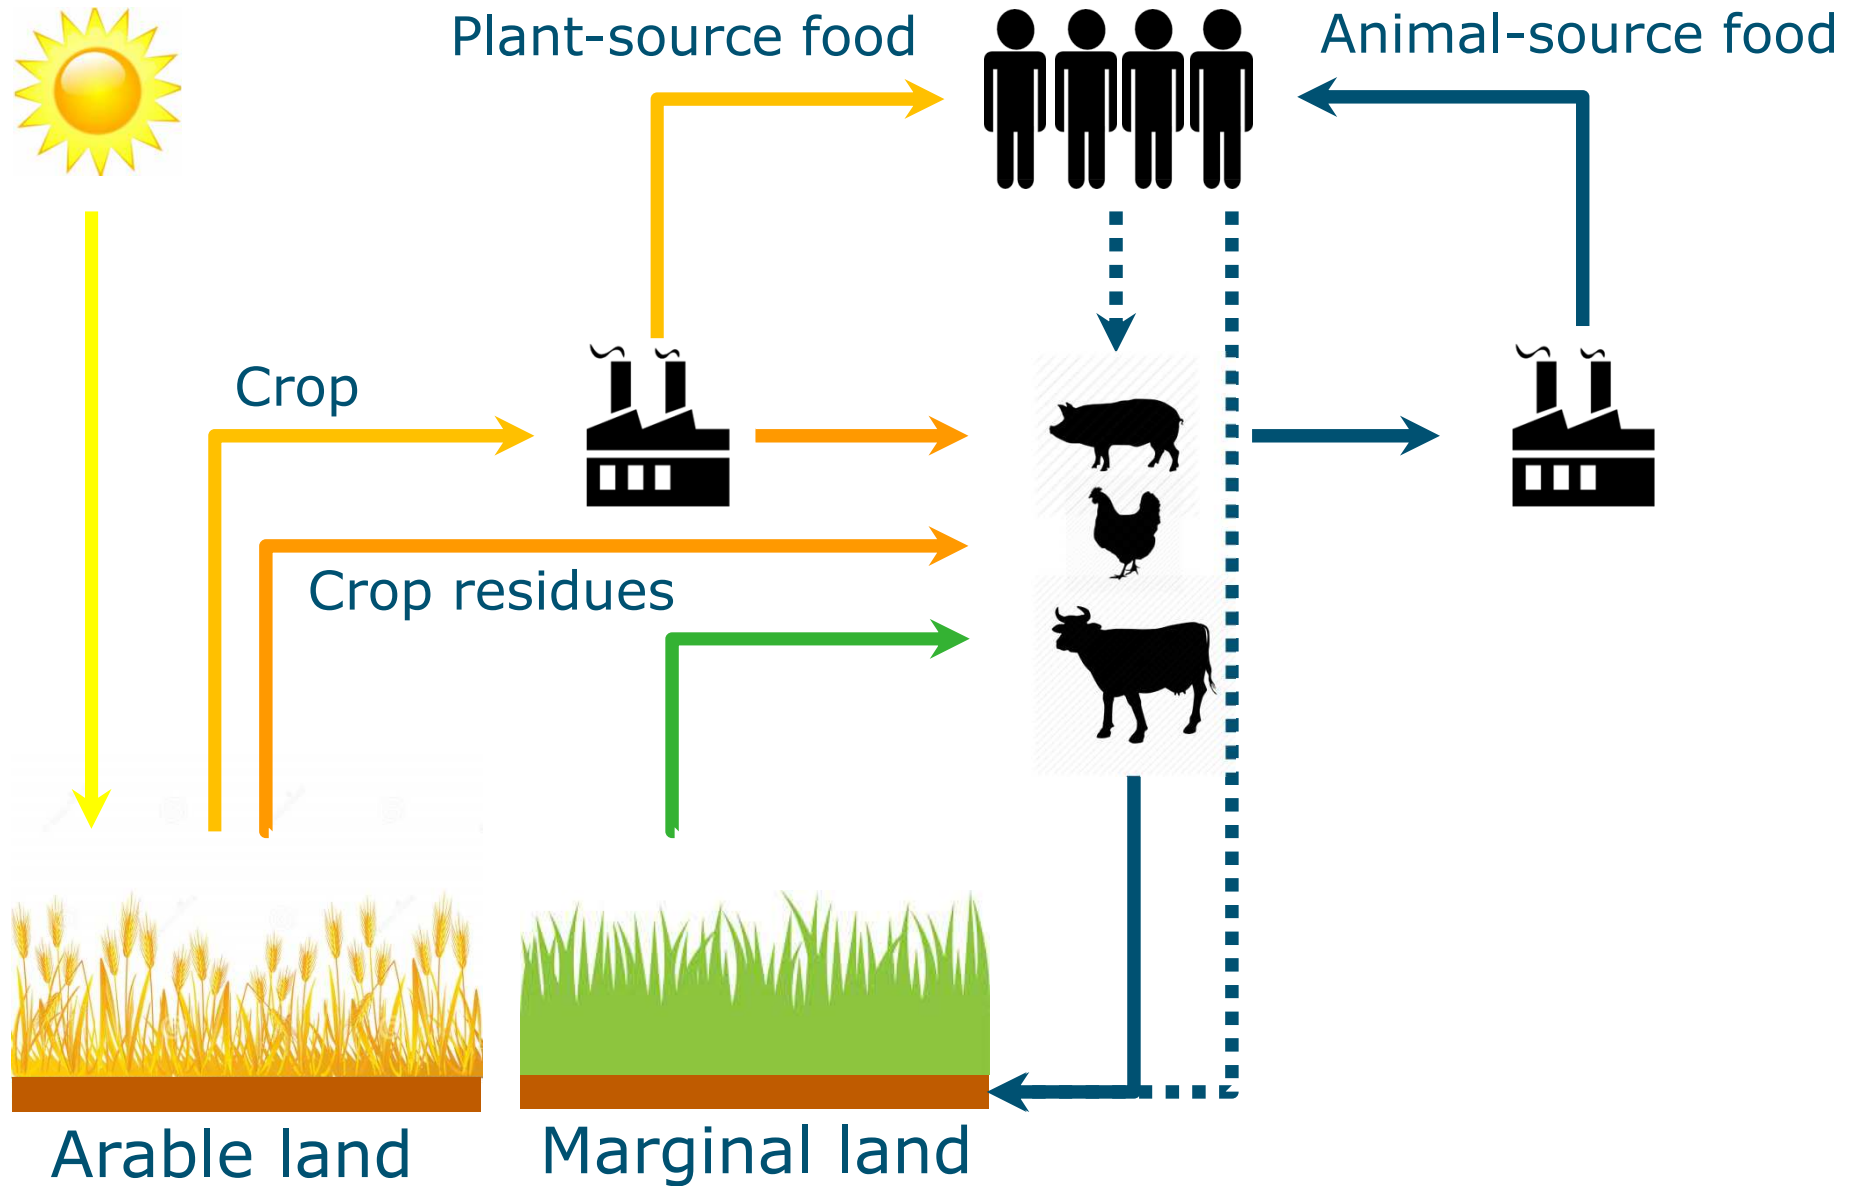 Plant-source food
Animal-source food
Crop
Crop residues
Arable land
Marginal land